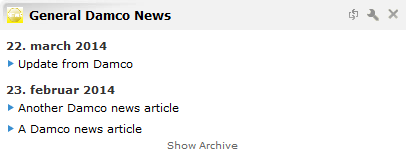 General Damco News
22. march 2014
Update from Damco
23. februar 2014
Another Damco news article
A Damco news article
Show Archive